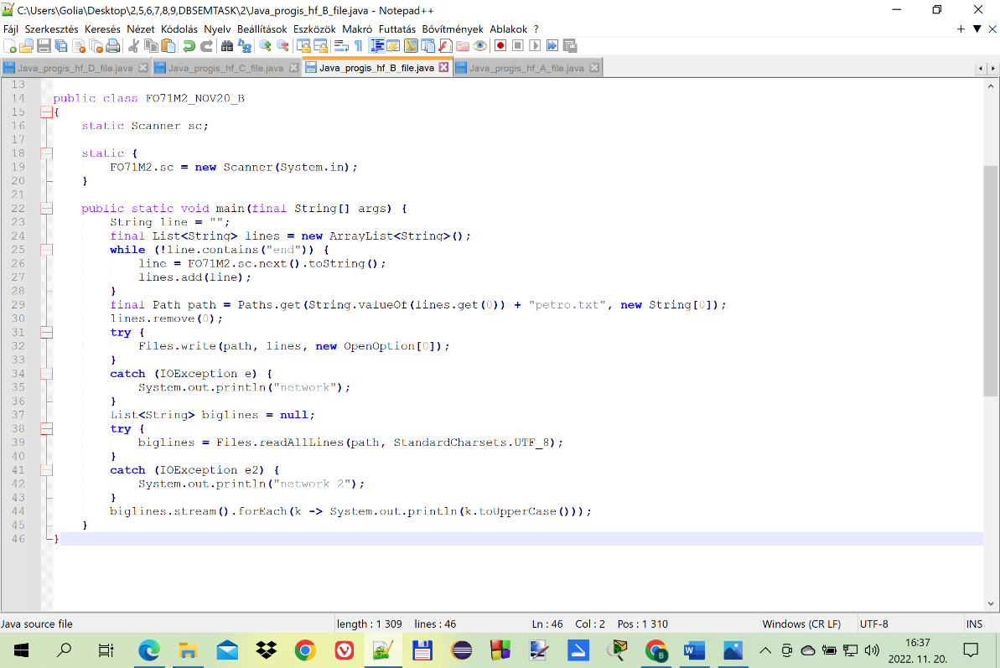 C:\Users\Golia\Desktop\2,5,6,7,8,9,DBSEMTASK\2\Java_progis_hf_B_file.java - Notepad++
Fájl Szerkesztés Keresés Nézet Kódolás Nyelv Beállítások Eszközök Makró Futtatás Bővítmények Ablakok ?
Java_progis_hf_D_file.java Java_progis_hf_C_file.java Java_progis_hf_B_file.java Java_progis_hf_A_file.java
13
14 public class FO71M2_NOV20_B
15 {
16 static Scanner sc;
17
18 static {
19 FO71M2.sc = new Scanner(System.in);
20 }
21
22 public static void main(final String[] args) {
23 String line = "";
24 final List<String> lines = new ArrayList<String>();
25 while (!line.contains("end")) {
26 line = FO71M2.sc.next().toString();
27 lines.add(line);
28 }
29 final Path path = Paths.get(String.valueOf(lines.get(0)) + "petro.txt", new String[0]);
30 lines.remove(0);
31 try {
32 Files.write(path, lines, new OpenOption[0]);
33 }
34 catch (IOException e) {
35 System.out.println("network");
36 }
37 List<String> biglines = null;
38 try {
39 biglines = Files.readAllLines(path, StandardCharsets.UTF_8);
40 }
41 catch (IOException e2) {
42 System.out.println("network 2");
43 }
44 biglines.stream().forEach(k -> System.out.println(k.toUpperCase()));
45 }
46 }
Java source file length : 1 309 lines : 46 Ln : 46 Col : 2 Pos : 1 310 Windows (CR LF) UTF-8 INS
16:37
2022. 11. 20.